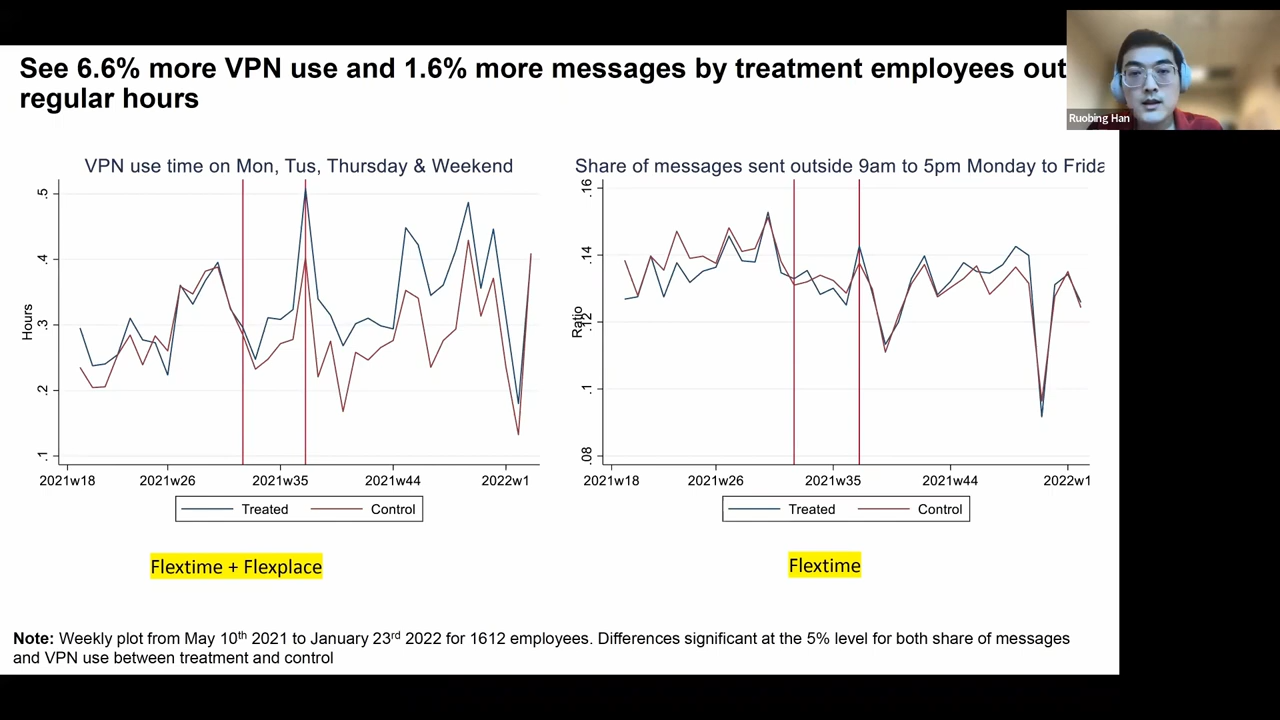 See 6.6% more VPN use and 1.6% more messages by treatment employees out
regular hours
Ruobing Han
VPN use time on Mon, Tus, Thursday & Weekend
.5
.4
.3
.2
.1
Hours
2021w18
2021w26
2021w35
2021w44
2022w1
Treated
Control
Share of messages sent outside 9am to 5pm Monday to Frida
.16
.14
.12
.1
.08
Ratio
2021w18
2021w26
2021w35
2021w44
2022w1
Treated
Control
Flextime + Flexplace
Flextime
Note: Weekly plot from May 10th 2021 to January 23rd 2022 for 1612 employees. Differences significant at the 5% level for both share of messages
and VPN use between treatment and control